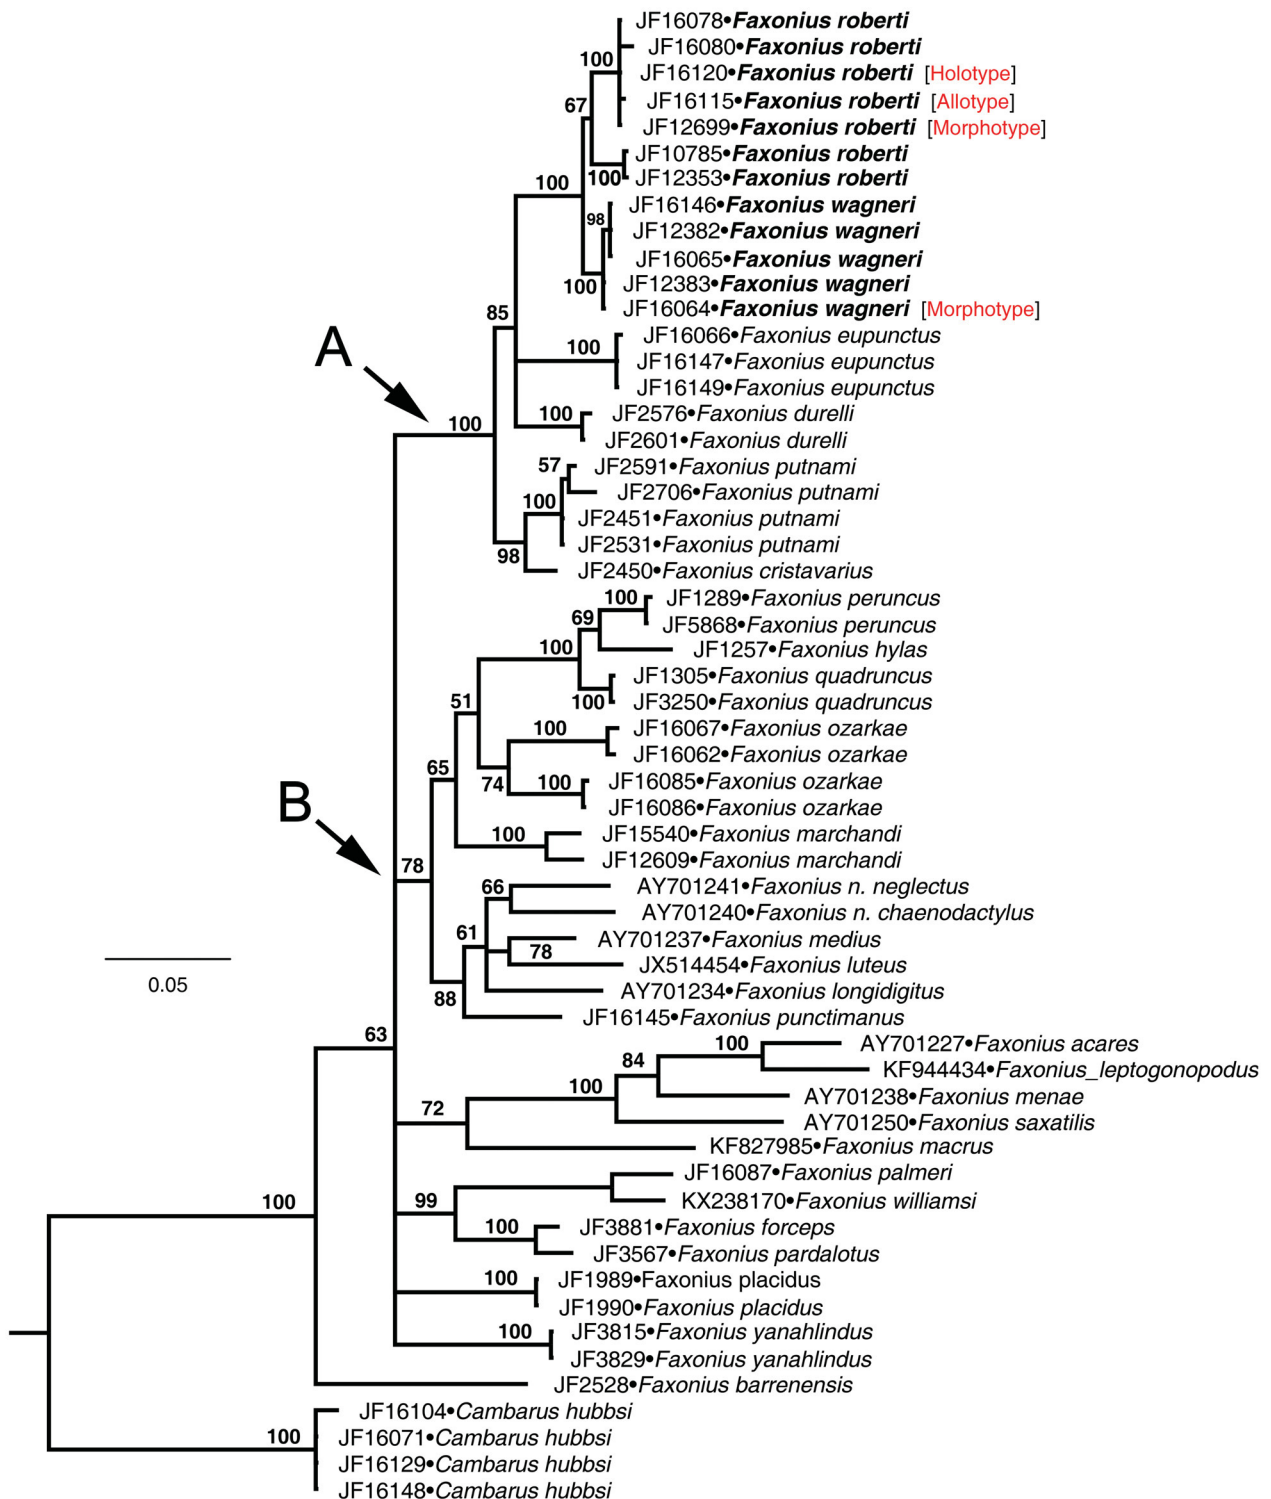 JF16078•Faxonius roberti
JF16080•Faxonius roberti
100
JF16120•Faxonius roberti [Holotype]
67
JF16115•Faxonius roberti [Allotype]
JF12699•Faxonius roberti [Morphotype]
JF10785•Faxonius roberti
100
100
JF12353•Faxonius roberti
JF16146•Faxonius wagneri
98
JF12382•Faxonius wagneri
JF16065•Faxonius wagneri
100
JF12383•Faxonius wagneri
JF16064•Faxonius wagneri [Morphotype]
85
JF16066•Faxonius eupunctus
A
100
JF16147•Faxonius eupunctus
JF16149•Faxonius eupunctus
100
100
JF2576•Faxonius durelli
JF2601•Faxonius durelli
57
JF2591•Faxonius putnami
JF2706•Faxonius putnami
100
JF2451•Faxonius putnami
JF2531•Faxonius putnami
98
JF2450•Faxonius cristavarius
100
JF1289•Faxonius peruncus
69
JF5868•Faxonius peruncus
100
JF1257•Faxonius hylas
JF1305•Faxonius quadruncus
51
100
JF3250•Faxonius quadruncus
100
JF16067•Faxonius ozarkae
JF16062•Faxonius ozarkae
65
74
100
JF16085•Faxonius ozarkae
B
JF16086•Faxonius ozarkae
100
JF15540•Faxonius marchandi
JF12609•Faxonius marchandi
78
66
AY701241•Faxonius n. neglectus
AY701240•Faxonius n. chaenodactylus
61
AY701237•Faxonius medius
78
JX514454•Faxonius luteus
0.05
88
AY701234•Faxonius longidigitus
JF16145•Faxonius punctimanus
63
100
AY701227•Faxonius acares
84
KF944434•Faxonius_leptogonopodus
100
AY701238•Faxonius menae
72
AY701250•Faxonius saxatilis
KF827985•Faxonius macrus
JF16087•Faxonius palmeri
100
99
KX238170•Faxonius williamsi
100
JF3881•Faxonius forceps
JF3567•Faxonius pardalotus
100
JF1989•Faxonius placidus
JF1990•Faxonius placidus
100
JF3815•Faxonius yanahlindus
JF3829•Faxonius yanahlindus
JF2528•Faxonius barrenensis
JF16104•Cambarus hubbsi
100
JF16071•Cambarus hubbsi
JF16129•Cambarus hubbsi
JF16148•Cambarus hubbsi